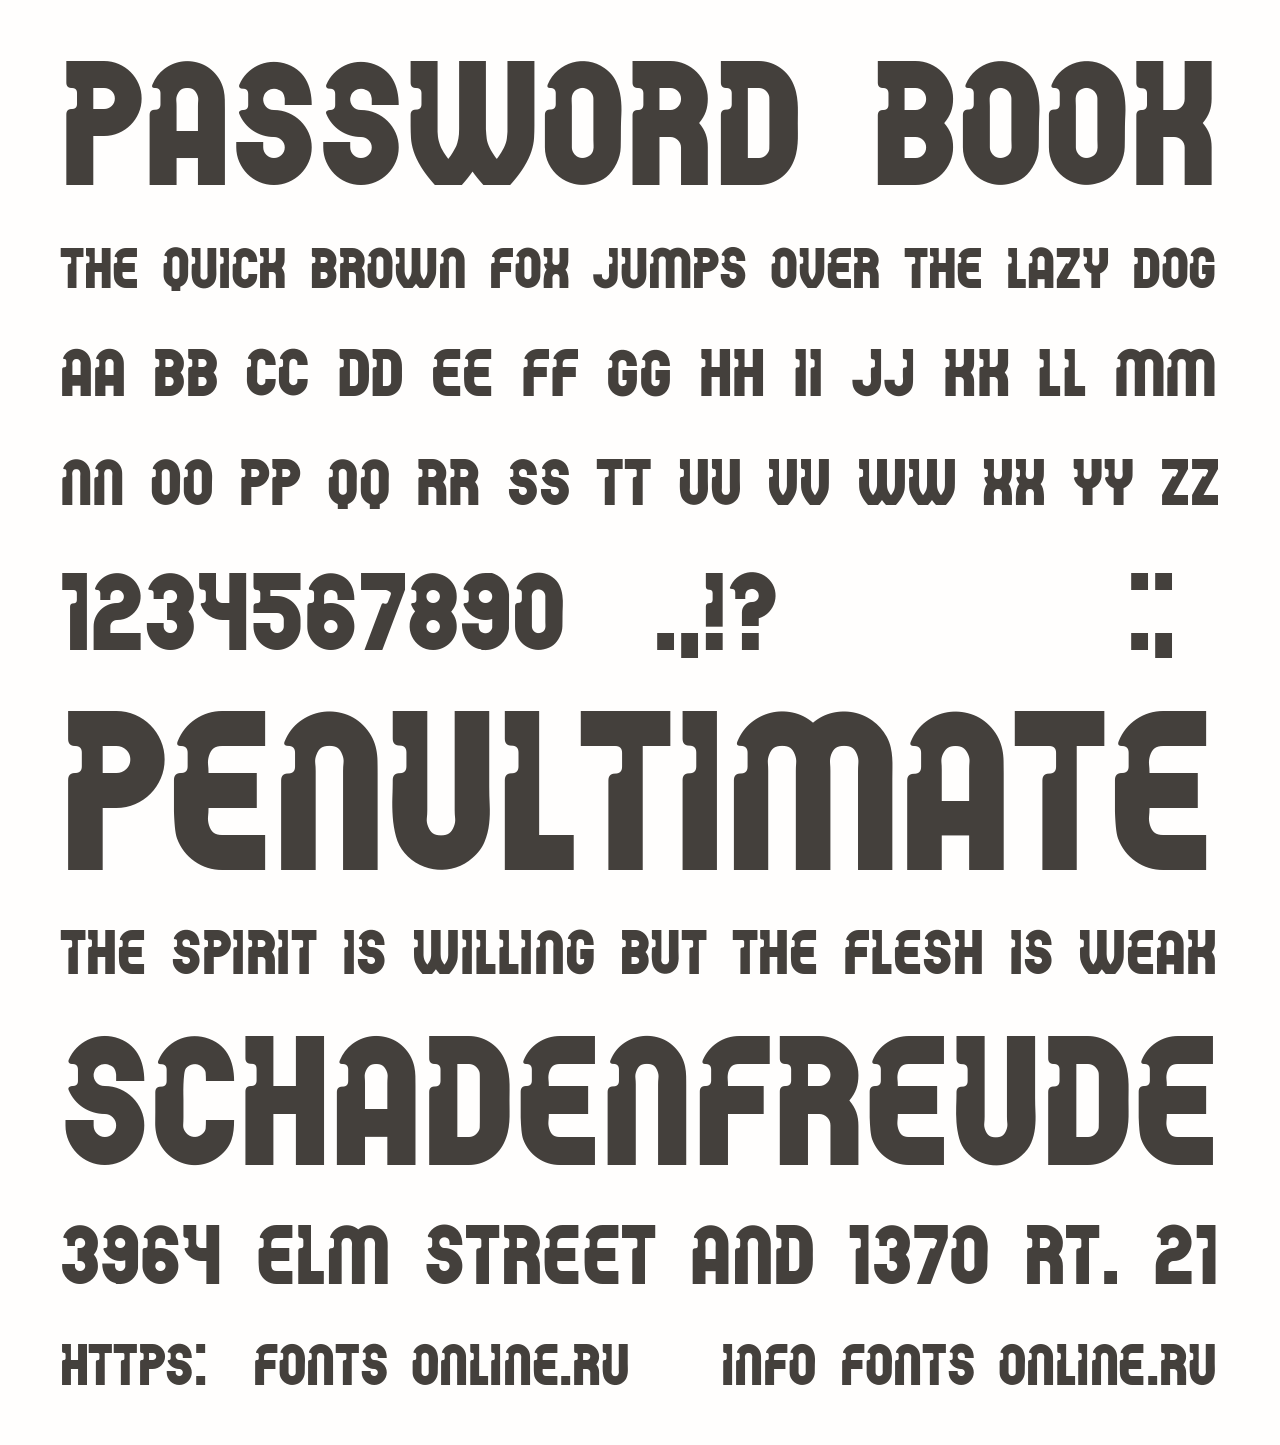 PASSWORD BOOK
THE QUICK BROWN FOX JUMPS OVER THE LAZY DOG
AA BB CC DD EE FF GG HH II JJ KK LL MM
NN OO PP QQ RR SS TT UU VV WW XX YY ZZ
1234567890 .,!? :;
PENULTIMATE
THE SPIRIT IS WILLING BUT THE FLESH IS WEAK
SCHADENFREUDE
3964 ELM STREET AND 1370 RT. 21
HTTPS: FONTS ONLINE.RU INFO FONTS ONLINE.RU